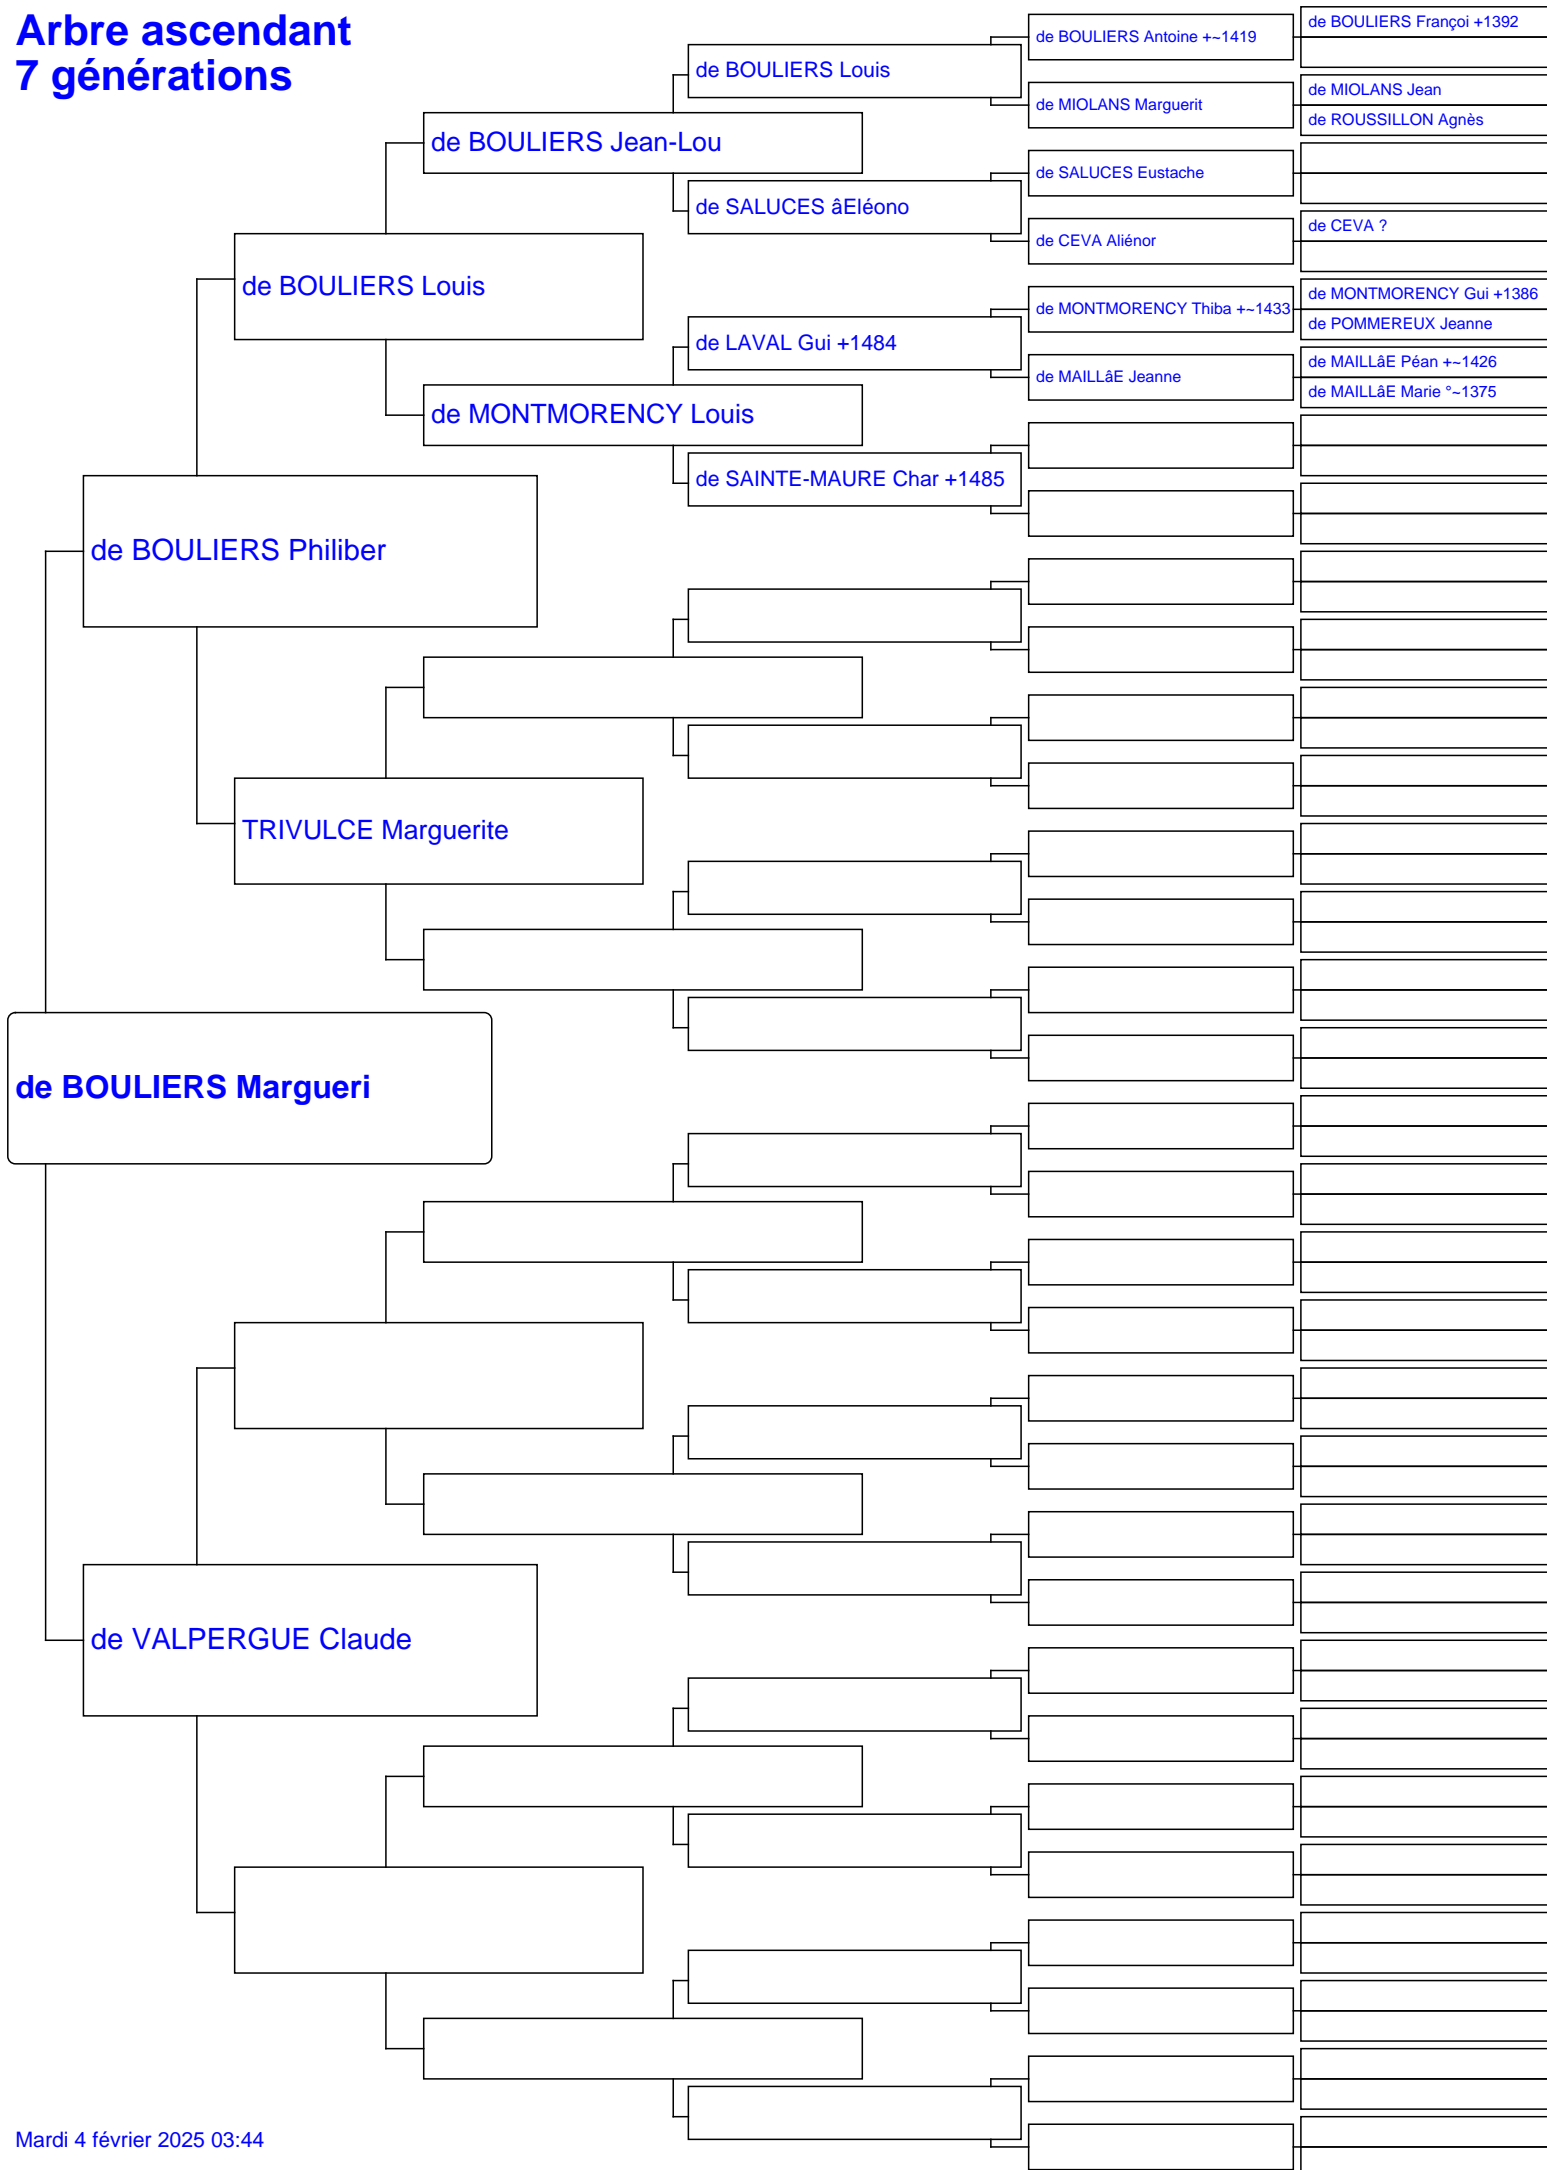 Arbre ascendant
7 générations
de BOULIERS Françoi +1392
de BOULIERS Antoine +~1419
de BOULIERS Louis
de MIOLANS Jean
de MIOLANS Marguerit
de ROUSSILLON Agnès
de BOULIERS Jean-Lou
de SALUCES Eustache
de SALUCES âEléono
de CEVA ?
de CEVA Aliénor
de BOULIERS Louis
de MONTMORENCY Gui +1386
de MONTMORENCY Thiba +~1433
de POMMEREUX Jeanne
de LAVAL Gui +1484
de MAILLâE Péan +~1426
de MAILLâE Jeanne
de MAILLâE Marie °~1375
de MONTMORENCY Louis
de SAINTE-MAURE Char +1485
de BOULIERS Philiber
TRIVULCE Marguerite
de BOULIERS Margueri
de VALPERGUE Claude
Mardi 4 février 2025 03:44